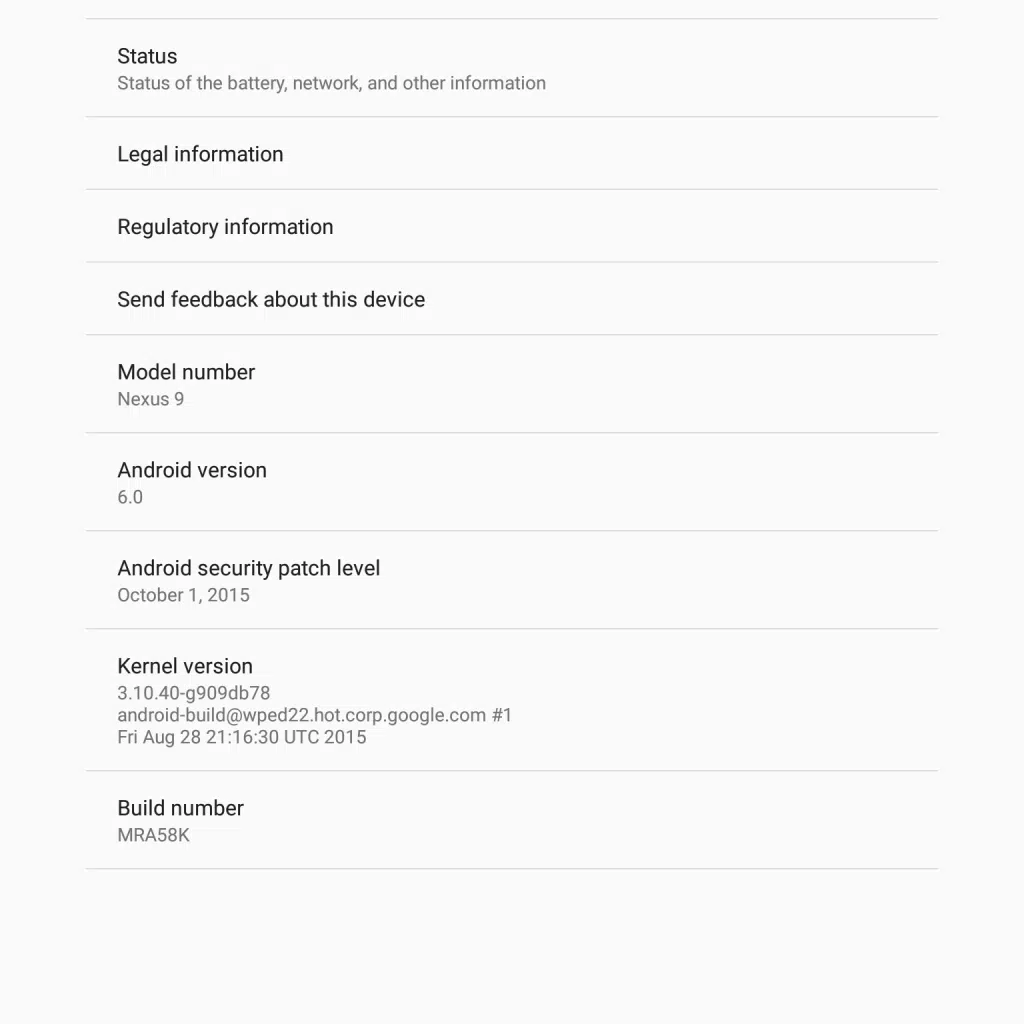 Status
Status of the battery, network, and other information
Legal information
Regulatory information
Send feedback about this device
Model number
Nexus 9
Android version
6.0
Android security patch level
October 1, 2015
Kernel version
3.10.40-g909db78
android-build@wped22.hot.corp.google.com #1
Fri Aug 28 21:16:30 UTC 2015
Build number
MRA58K